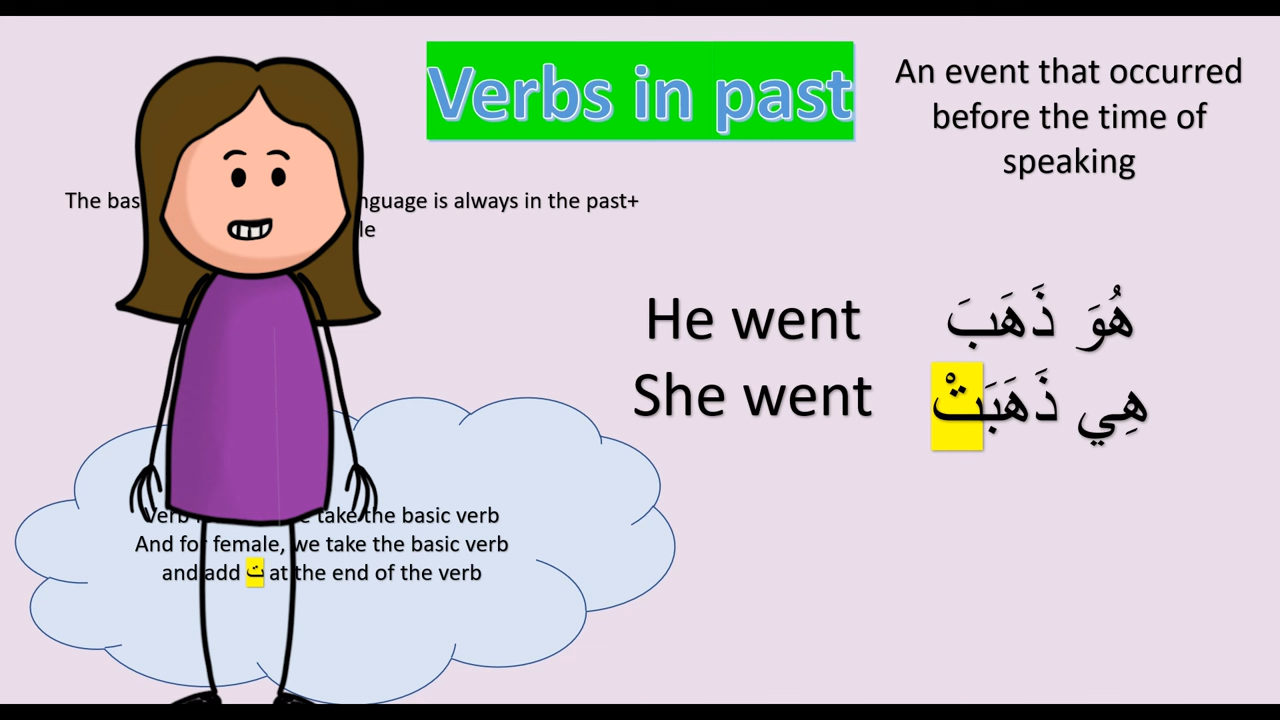 Verbs in past
An event that occurred
before the time of
speaking
The bas nguage is always in the past+
le
He went هُوَ ذَهَبَ
She went هِي ذَهَبَتْ
Verb take the basic verb
And for female, we take the basic verb
and add ت at the end of the verb